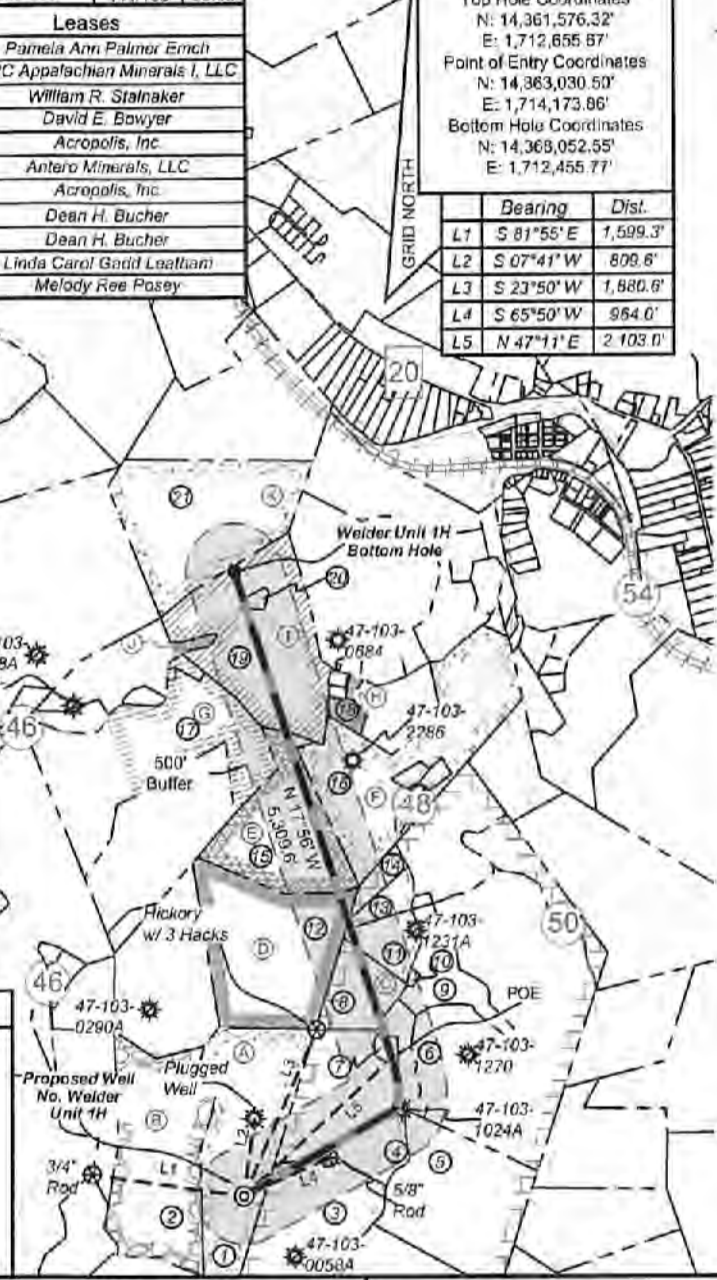 Leases
Pamela Ann Palmer Emch
C Appalachian Minerals I, LLC
William R. Stalnaker
David E. Bowyer
Acropolis, Inc.
Antero Minerals, LLC
Acropolis, Inc.
Dean H. Bucher
Dean H. Bucher
Linda Carol Gadd Leatham
Melody Ree Posey
Top Hole Coordinates
N: 14,361,576.32'
E: 1,712,655.67'
Point of Entry Coordinates
N: 14,363,030.50'
E: 1,714,173.86'
Bottom Hole Coordinates
N: 14,368,052.55'
E: 1,712,455.77'
GRID NORTH
Bearing Dist.
L1 S 81°55' E 1,599.3'
L2 S 07°41' W 809.6'
L3 S 23°50' W 1,880.6'
L4 S 65°50' W 964.0'
L5 N 47°11' E 2,103.0'
20
21
K
Welder Unit 1H
Bottom Hole
20
54
103-
8A
J
19
I
47-103-
0684
H
18
46
G
17
47-103-
2286
500'
Buffer
16
N 17°56' W
5,309.6'
F
48
E
15
14
50
Hickory
w/ 3 Hacks
13
12
47-103-
1231A
D
11
10
46
C
9
8
POE
47-103-
0290A
A
7
6
47-103-
1270
Proposed Well
No. Welder
Unit 1H
Plugged
Well
L3
L5
B
L2
47-103-
1024A
4
5
3/4"
Rod
L1
L4
5/8"
Rod
2
3
1
47-103-
0058A